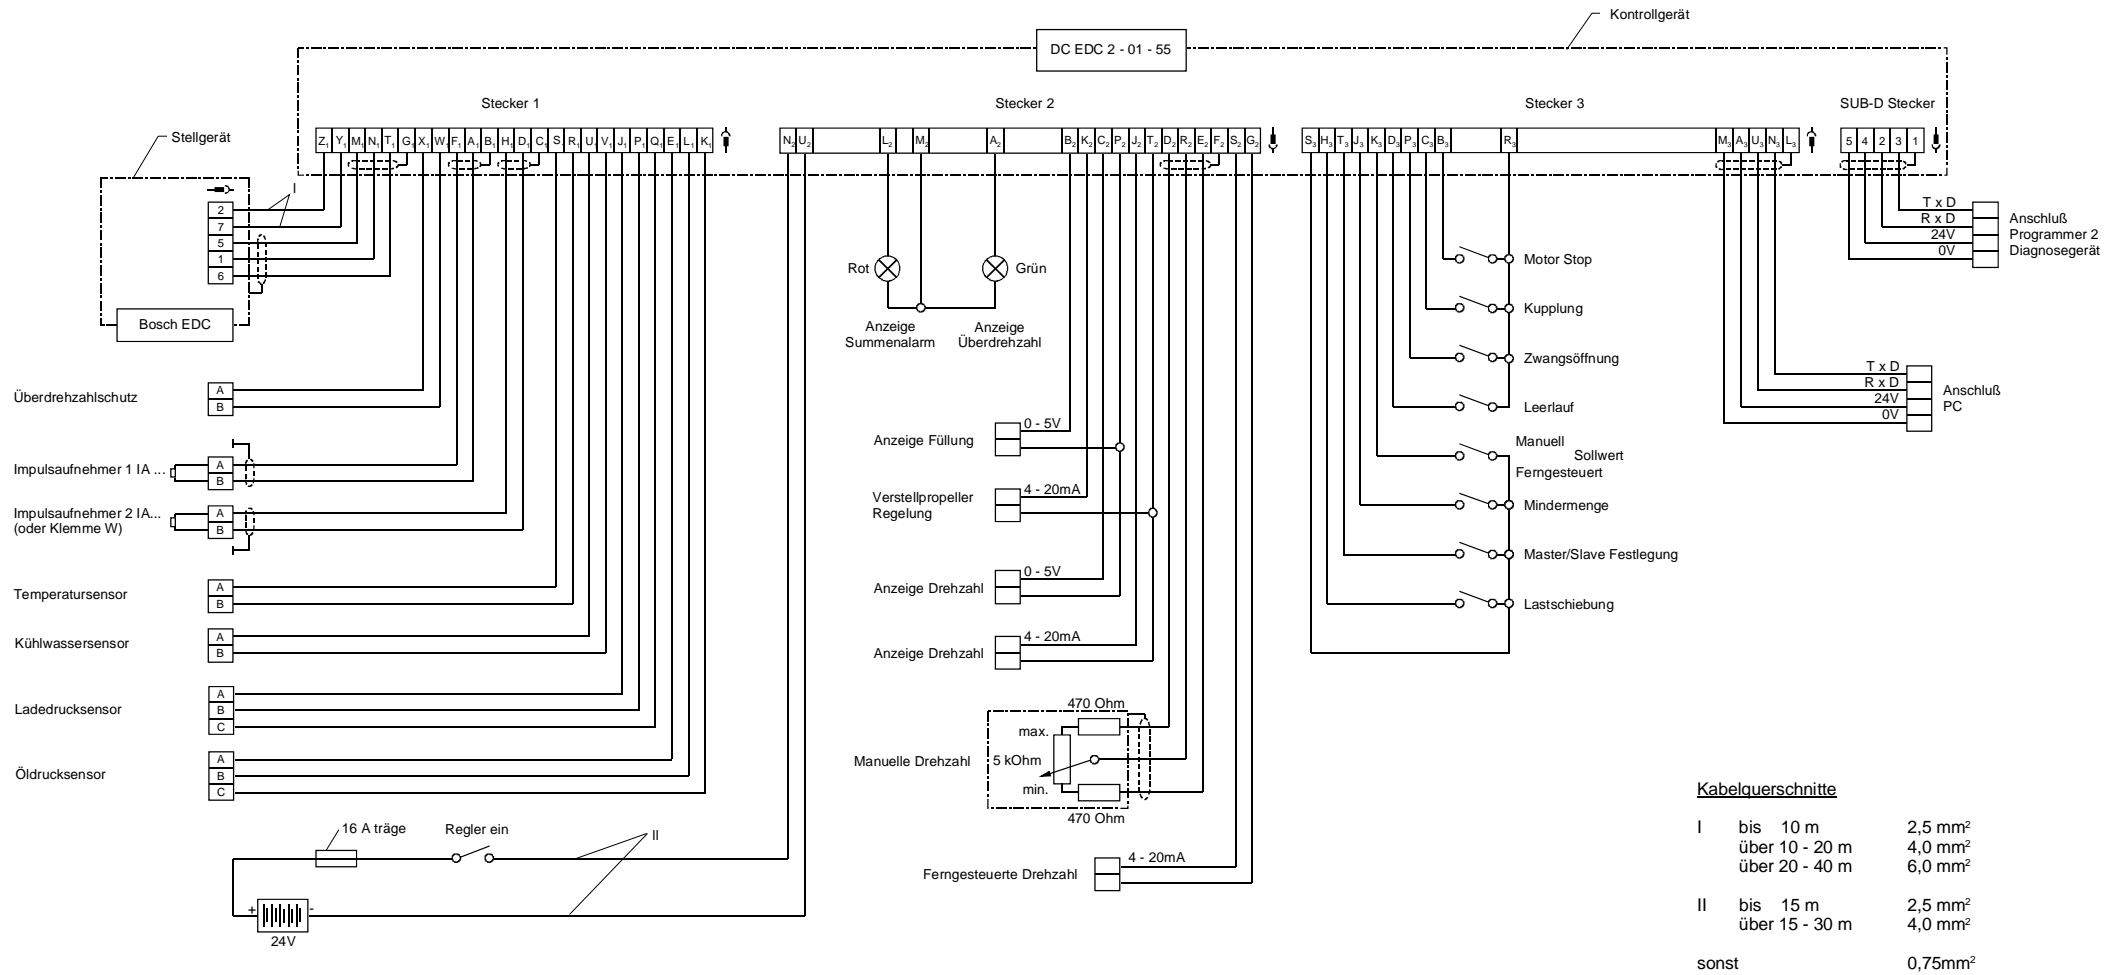 Kontrollgerät
DC EDC 2 - 01 - 55
Stecker 1
Stecker 2
Stecker 3
SUB-D Stecker
Z₁ Y₁ M₁ N₁ T₁ G₁ X₁ W₁ F₁ A₁ B₁ H₁ D₁ C₁ S₁ R₁ U₁ V₁ J₁ P₁ Q₁ E₁ L₁ K₁
N₂ U₂ L₂ M₂ A₂ B₂ K₂ C₂ P₂ J₂ T₂ D₂ R₂ E₂ F₂ S₂ G₂
S₃ H₃ T₃ J₃ K₃ D₃ P₃ C₃ B₃ R₃ M₃ A₃ U₃ N₃ L₃
5 4 2 3 1
Stellgerät
I
2
7
5
1
6
Bosch EDC
Überdrehzahlschutz
A
B
Impulsaufnehmer 1 IA ...
A
B
Impulsaufnehmer 2 IA...
(oder Klemme W)
A
B
Temperatursensor
A
B
Kühlwassersensor
A
B
Ladedrucksensor
A
B
C
Öldrucksensor
A
B
C
16 A träge
Regler ein
II
+
-
24V
Rot
Grün
Anzeige
Summenalarm
Anzeige
Überdrehzahl
Anzeige Füllung
0 - 5V
Verstellpropeller
Regelung
4 - 20mA
Anzeige Drehzahl
0 - 5V
Anzeige Drehzahl
4 - 20mA
Manuelle Drehzahl
470 Ohm
max.
5 kOhm
min.
470 Ohm
Ferngesteuerte Drehzahl
4 - 20mA
Motor Stop
Kupplung
Zwangsöffnung
Leerlauf
Manuell
Sollwert
Ferngesteuert
Mindermenge
Master/Slave Festlegung
Lastschiebung
T x D
R x D
24V
0V
Anschluß
Programmer 2
Diagnosegerät
T x D
R x D
24V
0V
Anschluß
PC
Kabelquerschnitte
I bis 10 m 2,5 mm²
über 10 - 20 m 4,0 mm²
über 20 - 40 m 6,0 mm²
II bis 15 m 2,5 mm²
über 15 - 30 m 4,0 mm²
sonst 0,75mm²